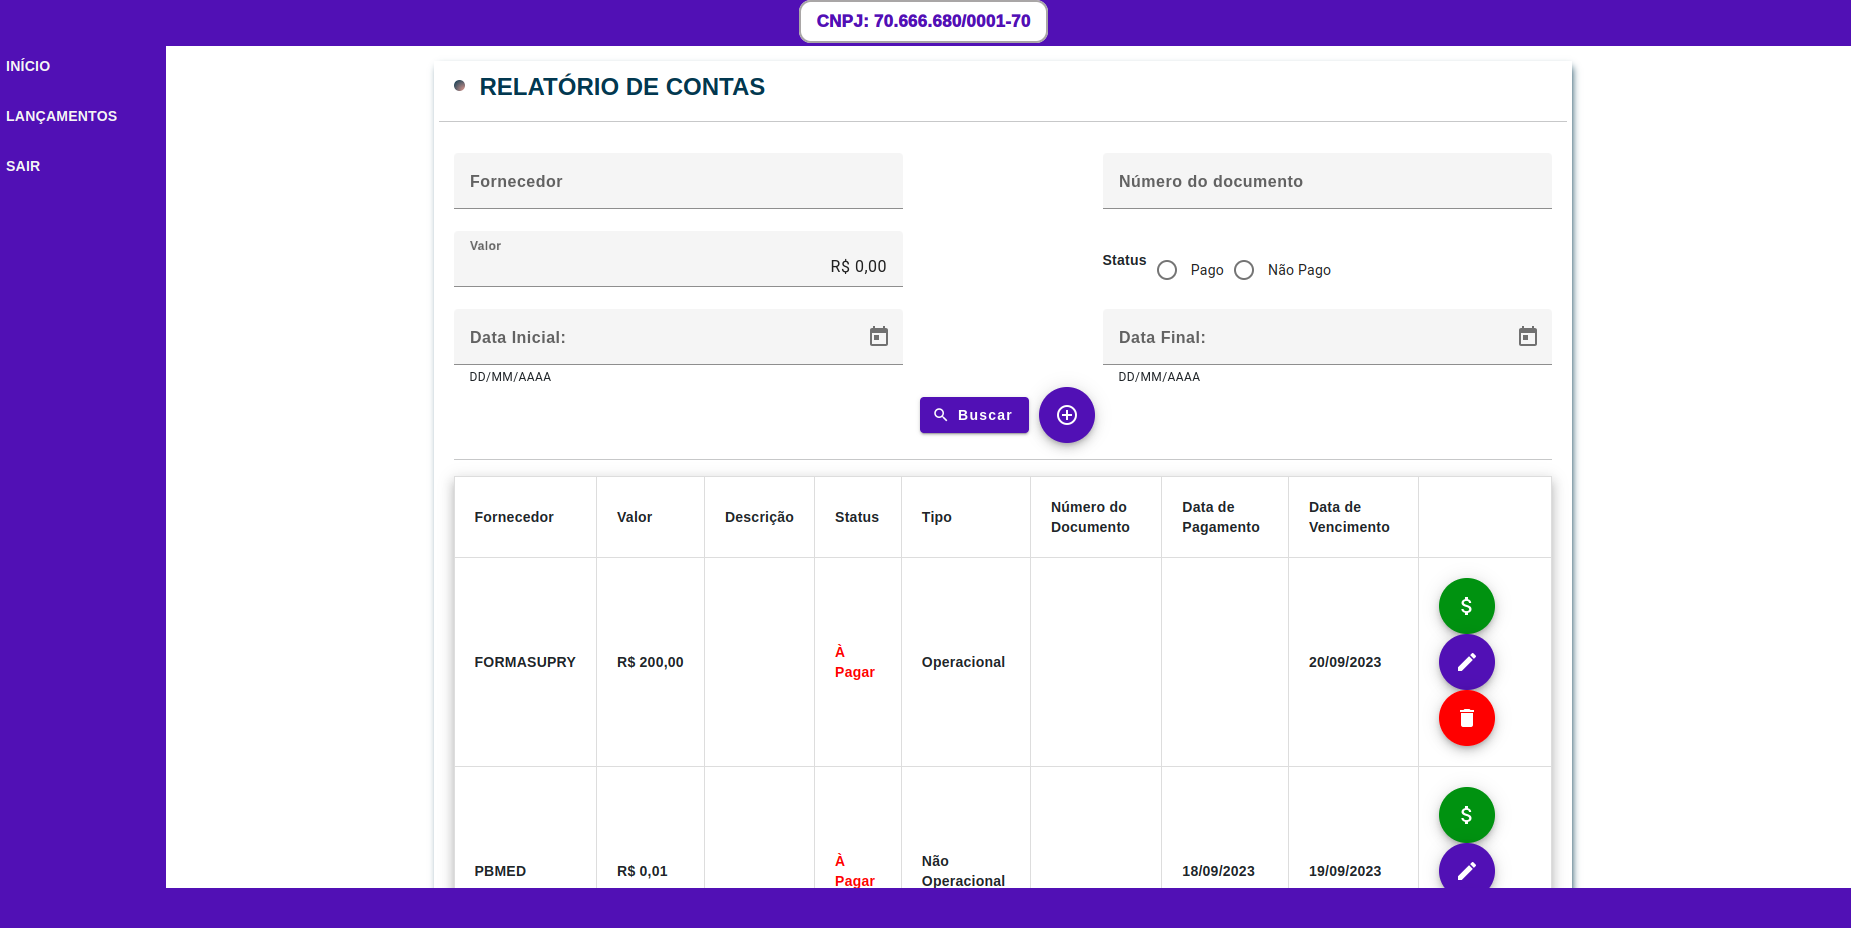 CNPJ: 70.666.680/0001-70
INÍCIO
LANÇAMENTOS
SAIR
RELATÓRIO DE CONTAS
Fornecedor
Número do documento
Valor
R$ 0,00
Status
Pago
Não Pago
Data Inicial:
Data Final:
DD/MM/AAAA
DD/MM/AAAA
Buscar
Fornecedor
Valor
Descrição
Status
Tipo
Número do
Documento
Data de
Pagamento
Data de
Vencimento
FORMASUPRY
R$ 200,00
À
Pagar
Operacional
20/09/2023
PBMED
R$ 0,01
À
Pagar
Não
Operacional
18/09/2023
19/09/2023